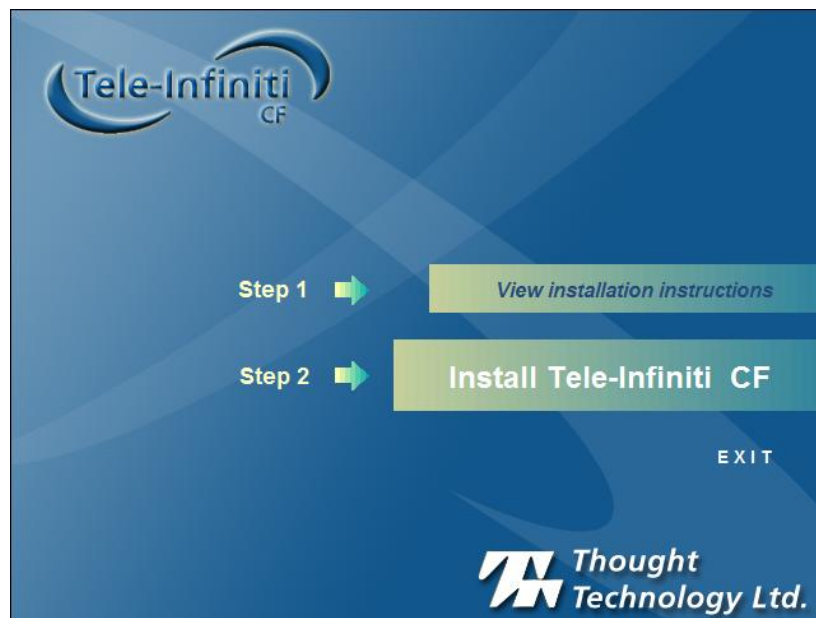 Tele-Infiniti
CF
Step 1
View installation instructions
Step 2
Install Tele-Infiniti CF
EXIT
Thought
Technology Ltd.